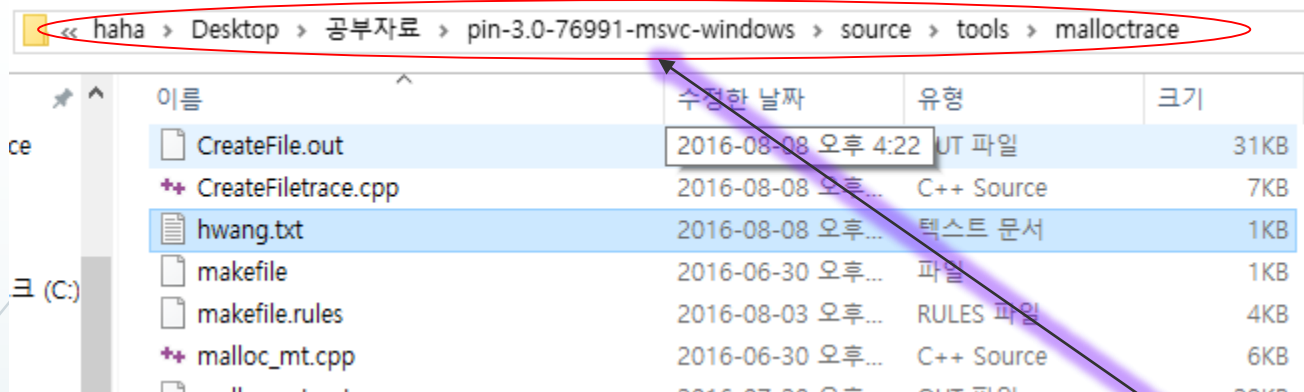 « haha › Desktop › 공부자료 › pin-3.0-76991-msvc-windows › source › tools › malloctrace
이름 수정한 날짜 유형 크기
ce CreateFile.out 2016-08-08 오후 4:22 UT 파일 31KB
CreateFiletrace.cpp 2016-08-08 오후... C++ Source 7KB
hwang.txt 2016-08-08 오후... 텍스트 문서 1KB
makefile 2016-06-30 오후... 파일 1KB
크 (C:) makefile.rules 2016-08-03 오후... RULES 파일 4KB
malloc_mt.cpp 2016-06-30 오후... C++ Source 6KB